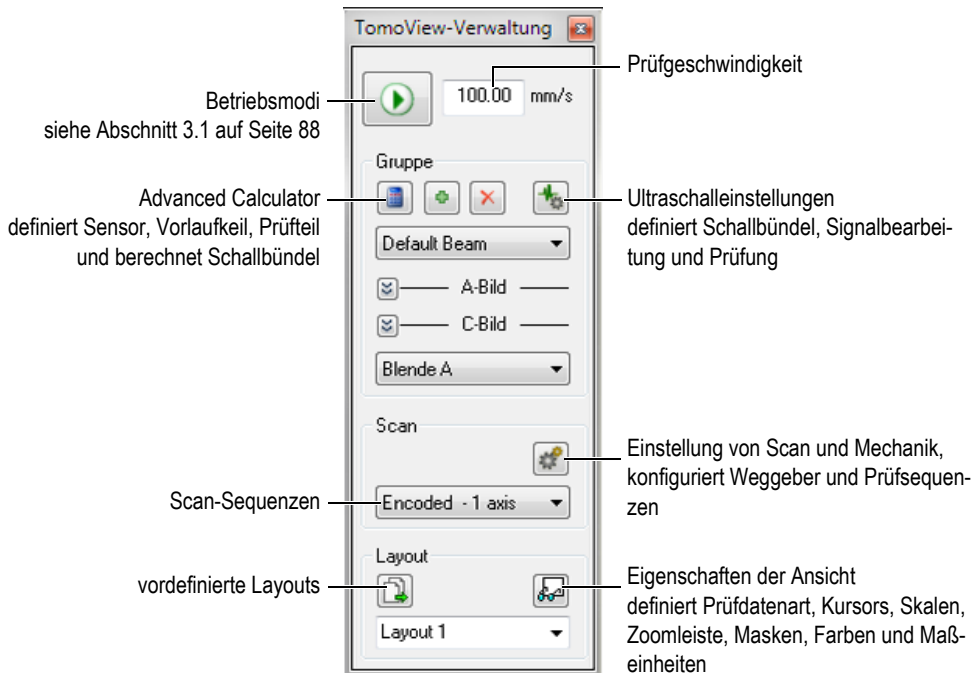 TomoView-Verwaltung
Prüfgeschwindigkeit
100.00 mm/s
Betriebsmodi
siehe Abschnitt 3.1 auf Seite 88
Gruppe
Advanced Calculator
definiert Sensor, Vorlaufkeil, Prüfteil
und berechnet Schallbündel
Ultraschalleinstellungen
definiert Schallbündel, Signalbearbei-
tung und Prüfung
Default Beam
A-Bild
C-Bild
Blende A
Scan
Einstellung von Scan und Mechanik,
konfiguriert Weggeber und Prüfsequen-
zen
Scan-Sequenzen
Encoded - 1 axis
Layout
vordefinierte Layouts
Eigenschaften der Ansicht
definiert Prüfdatenart, Kursors, Skalen,
Zoomleiste, Masken, Farben und Maß-
einheiten
Layout 1